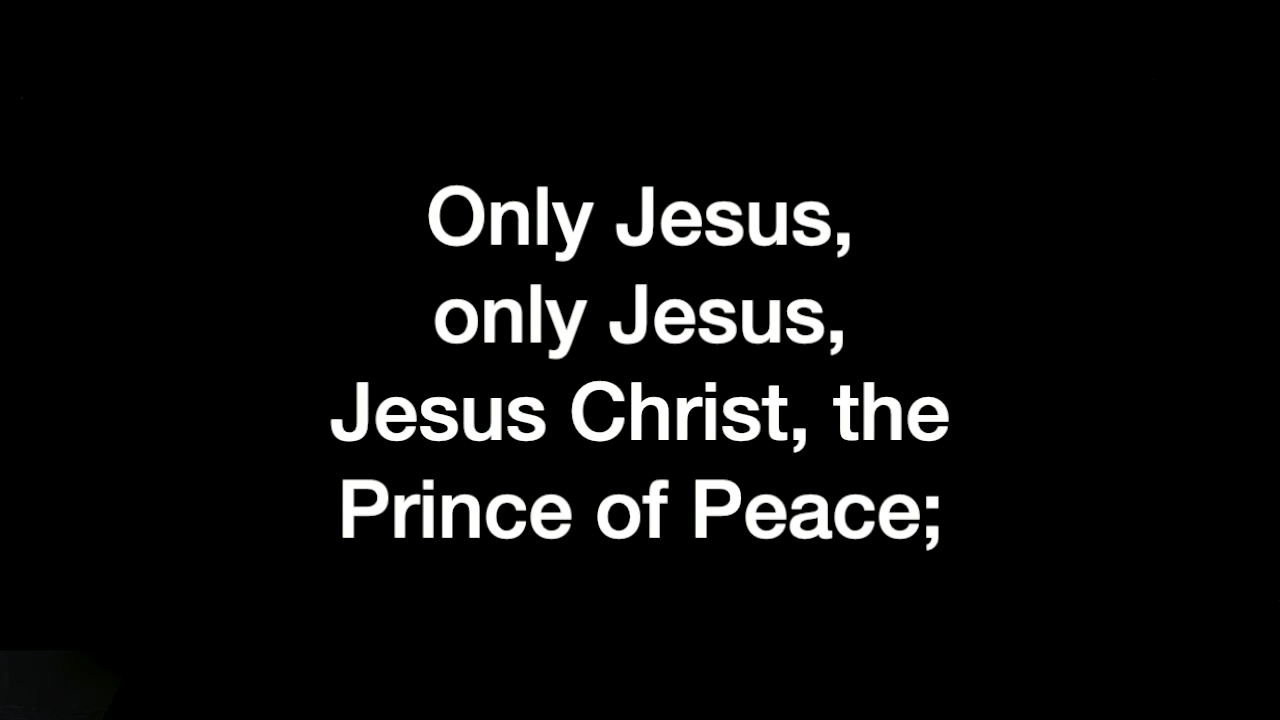 Only Jesus,
only Jesus,
Jesus Christ, the
Prince of Peace;